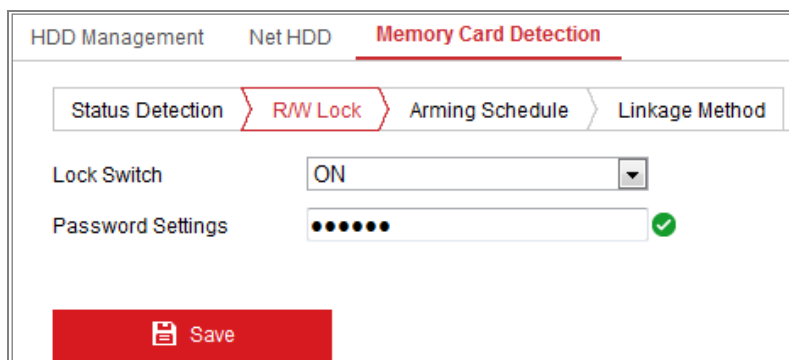 HDD Management Net HDD Memory Card Detection
Status Detection R/W Lock Arming Schedule Linkage Method
Lock Switch ON
Password Settings ••••••
Save